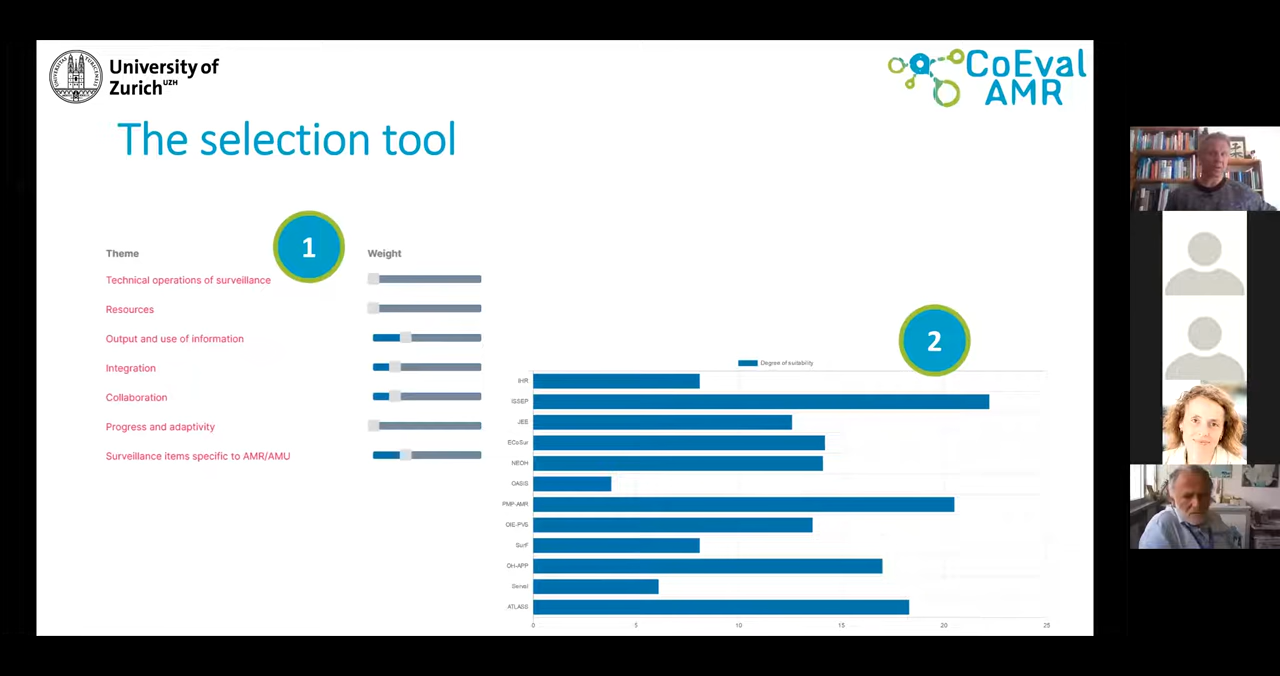 University of
Zurich UZH
CoEval
AMR
The selection tool
1
Theme
Weight
Technical operations of surveillance
Resources
Output and use of information
Integration
Collaboration
Progress and adaptivity
Surveillance items specific to AMR/AMU
2
Degree of suitability
IHR
ISSEP
JEE
ECoSur
NEOH
OASIS
PMP-AMR
OIE-PVS
SurF
OH-APP
Serval
ATLASS
0 5 10 15 20 25